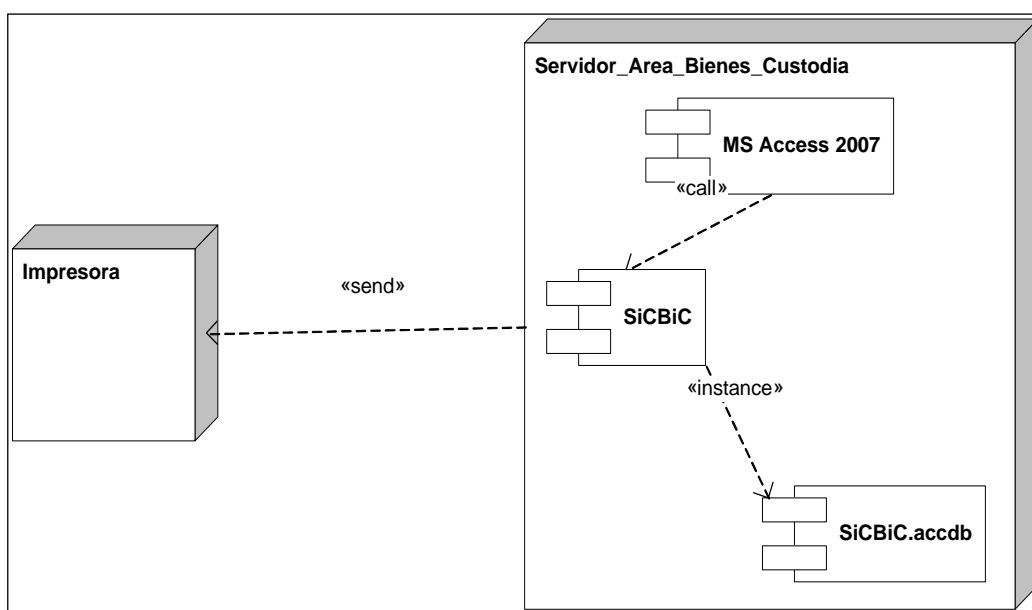 Servidor_Area_Bienes_Custodia
MS Access 2007
«call»
Impresora
«send»
SiCBiC
«instance»
SiCBiC.accdb